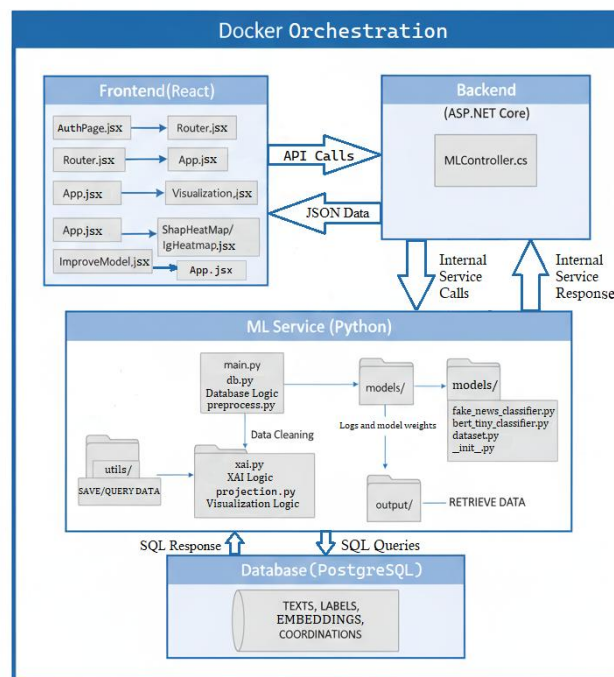 Docker Orchestration
Frontend(React)
AuthPage.jsx
Router.jsx
Router.jsx
App.jsx
App.jsx
Visualization.jsx
App.jsx
ShapHeatMap/
IgHeatmap.jsx
ImproveModel.jsx
App.jsx
API Calls
JSON Data
Backend
(ASP.NET Core)
MLController.cs
Internal
Service
Calls
Internal
Service
Response
ML Service (Python)
main.py
db.py
Database Logic
preprocess.py
models/
models/
fake_news_classifier.py
bert_tiny_classifier.py
dataset.py
_init_.py
Data Cleaning
Logs and model weights
utils/
SAVE/QUERY DATA
xai.py
XAI Logic
projection.py
Visualization Logic
output/
RETRIEVE DATA
SQL Response
SQL Queries
Database(PostgreSQL)
TEXTS, LABELS,
EMBEDDINGS,
COORDINATIONS